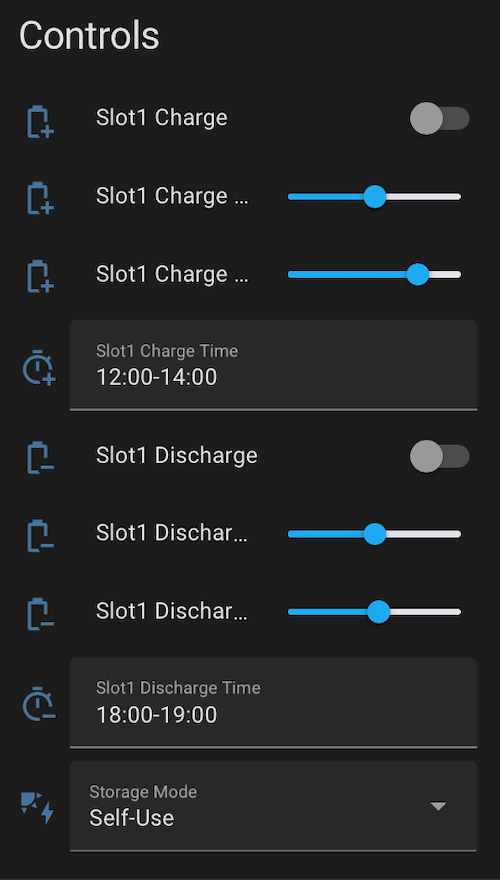 Controls
Slot1 Charge
Slot1 Charge ...
Slot1 Charge ...
Slot1 Charge Time
12:00-14:00
Slot1 Discharge
Slot1 Dischar...
Slot1 Dischar...
Slot1 Discharge Time
18:00-19:00
Storage Mode
Self-Use